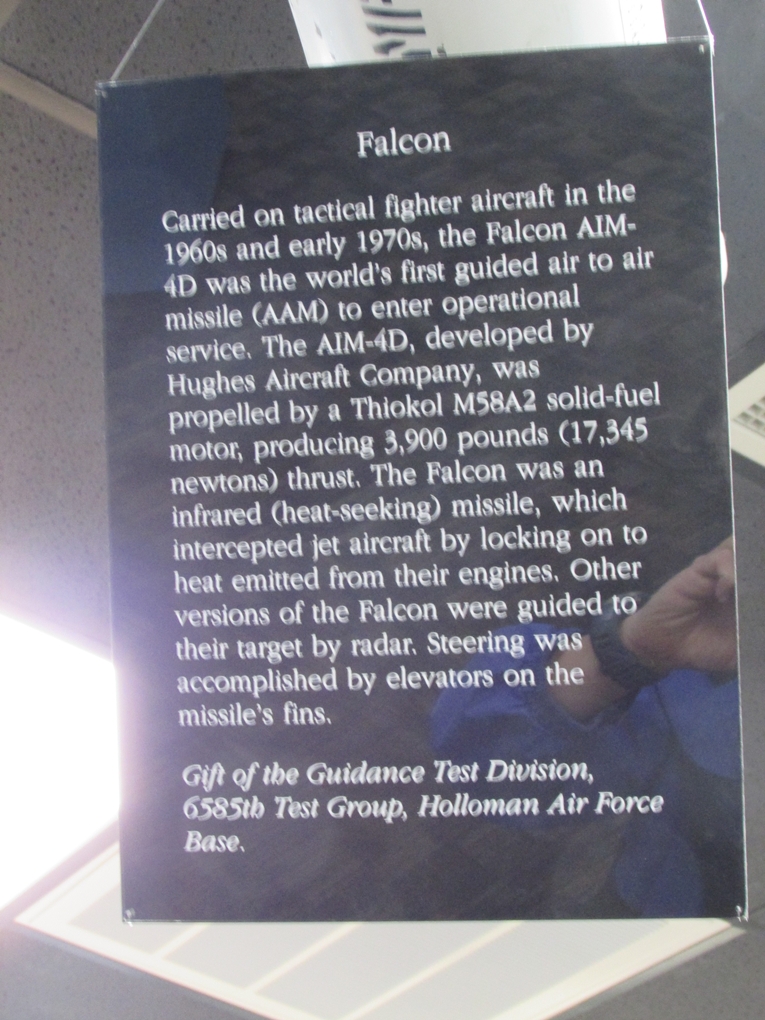 Falcon
Carried on tactical fighter aircraft in the
1960s and early 1970s, the Falcon AIM-
4D was the world's first guided air to air
missile (AAM) to enter operational
service. The AIM-4D, developed by
Hughes Aircraft Company, was
propelled by a Thiokol M58A2 solid-fuel
motor, producing 3,900 pounds (17,345
newtons) thrust. The Falcon was an
infrared (heat-seeking) missile, which
intercepted jet aircraft by locking on to
heat emitted from their engines. Other
versions of the Falcon were guided to
their target by radar. Steering was
accomplished by elevators on the
missile's fins.
Gift of the Guidance Test Division,
6585th Test Group, Holloman Air Force
Base.